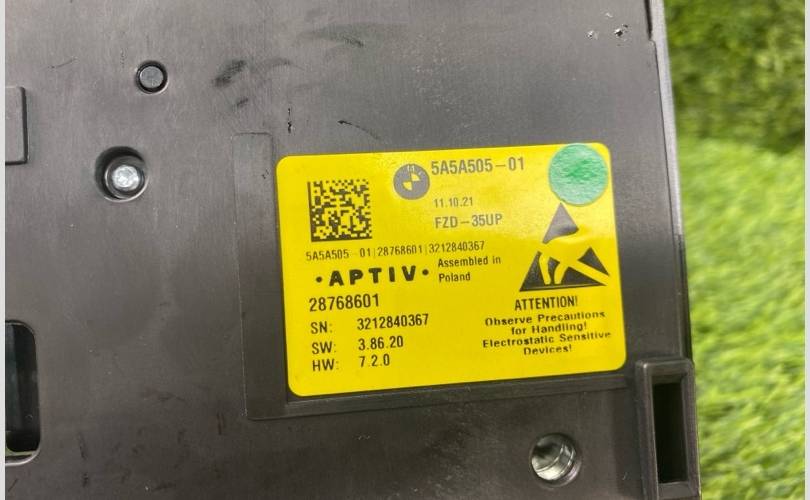 5A5A505-01
11.10.21
FZD-35UP
5A5A505-01|28768601|3212840367
·APTIV·
Assembled in
Poland
28768601
SN: 3212840367
SW: 3.86.20
HW: 7.2.0
ATTENTION!
Observe Precautions
for Handling!
Electrostatic Sensitive
Devices!